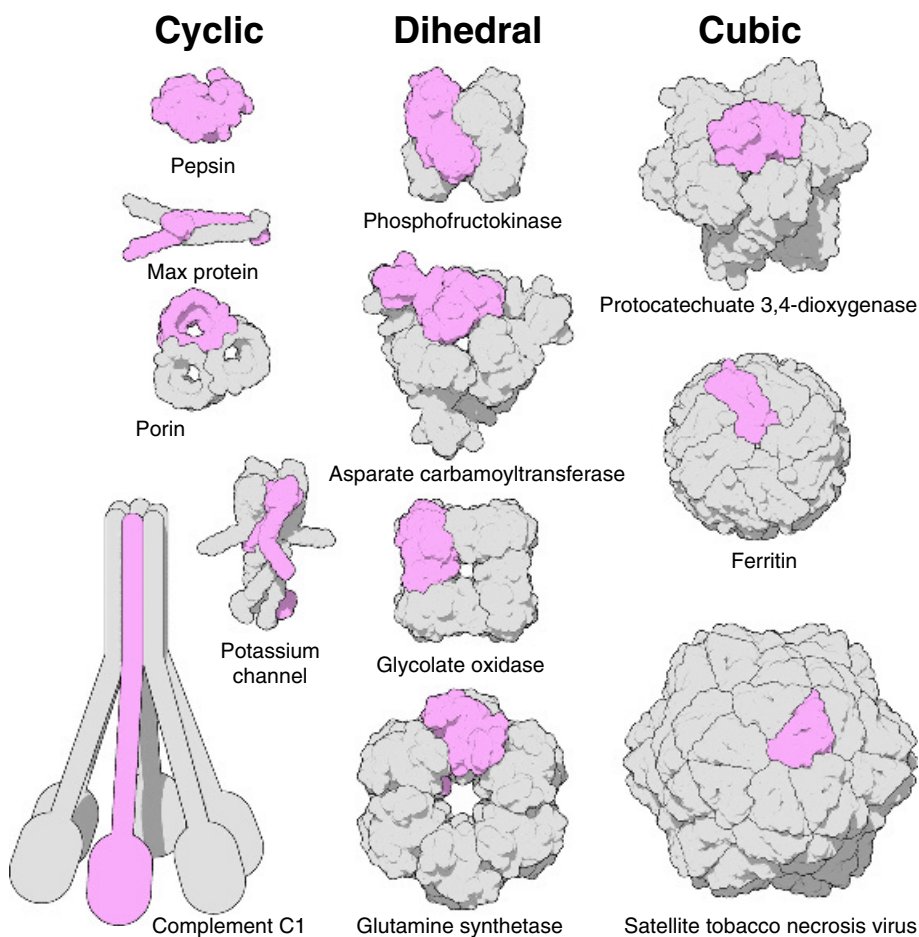 Cyclic
Dihedral
Cubic
Pepsin
Max protein
Porin
Potassium
channel
Complement C1
Phosphofructokinase
Asparate carbamoyltransferase
Glycolate oxidase
Glutamine synthetase
Protocatechuate 3,4-dioxygenase
Ferritin
Satellite tobacco necrosis virus